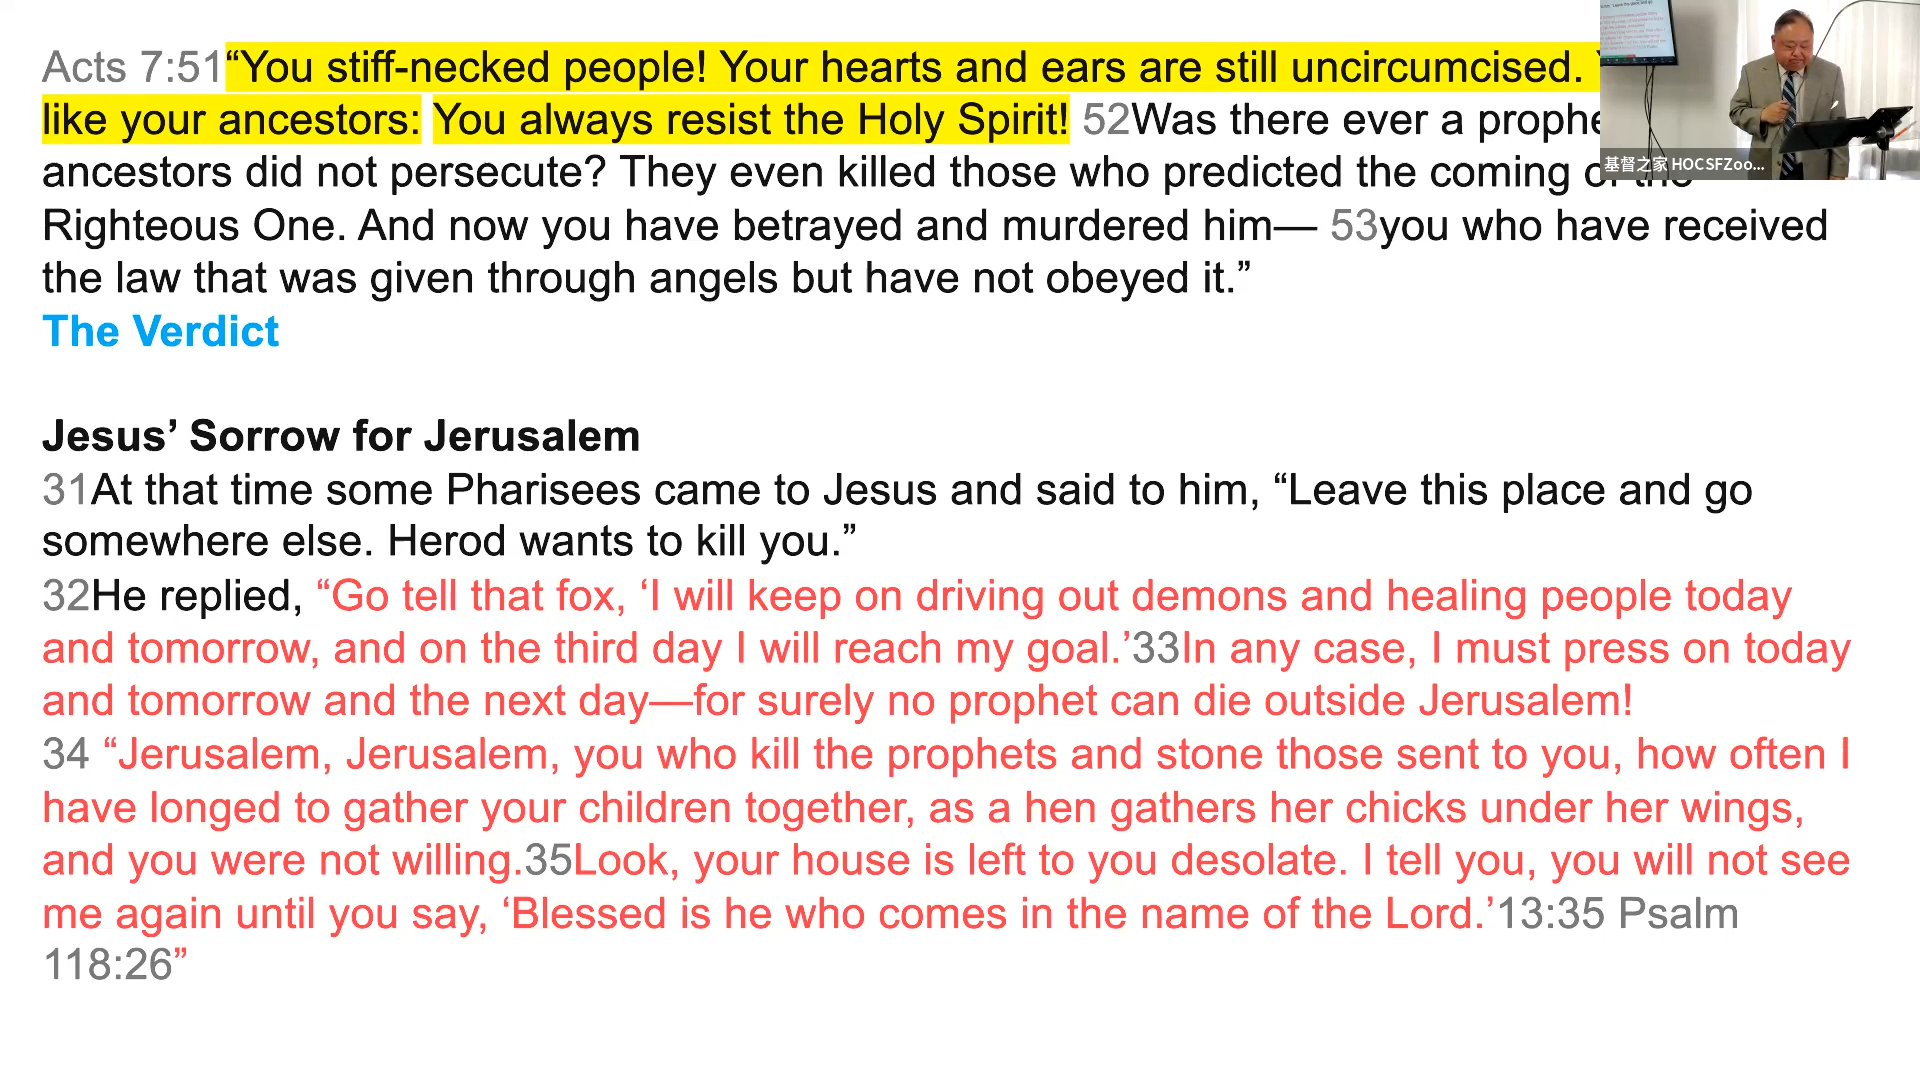 Acts 7:51“You stiff-necked people! Your hearts and ears are still uncircumcised.
like your ancestors: You always resist the Holy Spirit! 52Was there ever a
ancestors did not persecute? They even killed those who predicted the coming of the
Righteous One. And now you have betrayed and murdered him— 53you who have received
the law that was given through angels but have not obeyed it.”
The Verdict
Jesus’ Sorrow for Jerusalem
31At that time some Pharisees came to Jesus and said to him, “Leave this place and go
somewhere else. Herod wants to kill you.”
32He replied, “Go tell that fox, ‘I will keep on driving out demons and healing people today
and tomorrow, and on the third day I will reach my goal.’33In any case, I must press on today
and tomorrow and the next day—for surely no prophet can die outside Jerusalem!
34 “Jerusalem, Jerusalem, you who kill the prophets and stone those sent to you, how often I
have longed to gather your children together, as a hen gathers her chicks under her wings,
and you were not willing.35Look, your house is left to you desolate. I tell you, you will not see
me again until you say, ‘Blessed is he who comes in the name of the Lord.’13:35 Psalm
118:26”
基督之家 HOCSFZoo...